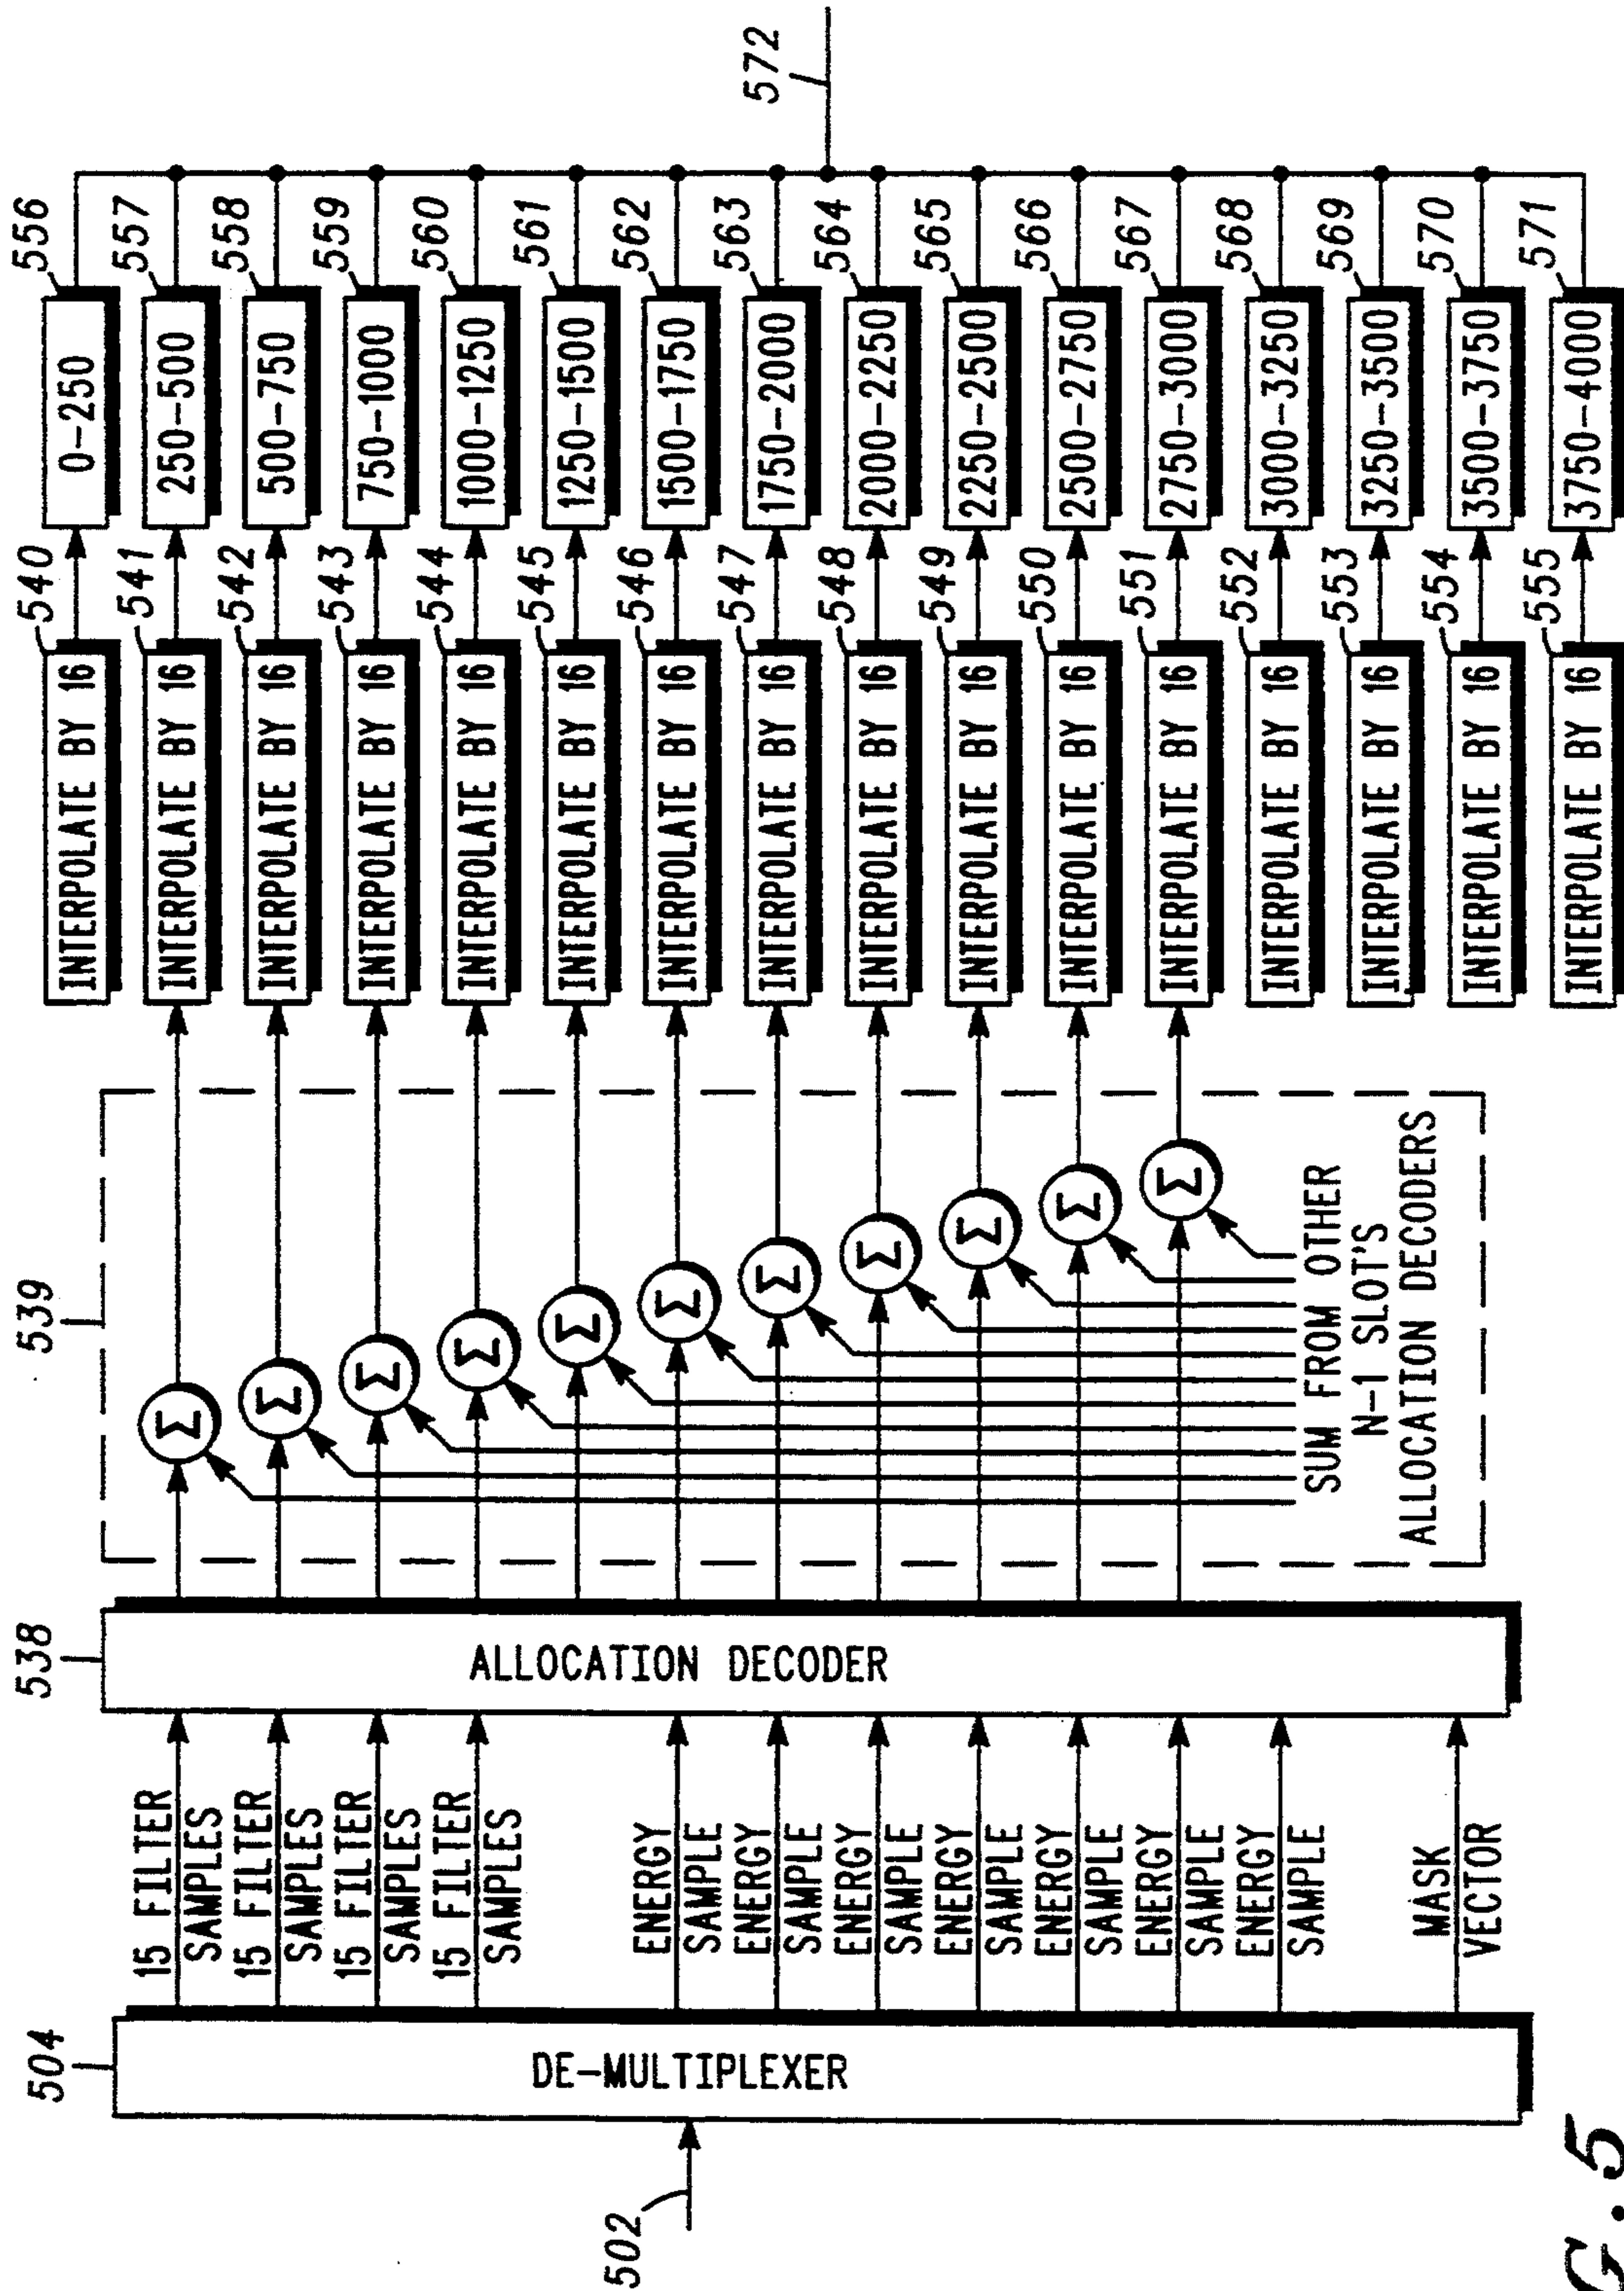 502
504
DE-MULTIPLEXER
15 FILTER
SAMPLES
15 FILTER
SAMPLES
15 FILTER
SAMPLES
15 FILTER
SAMPLES
ENERGY
SAMPLE
ENERGY
SAMPLE
ENERGY
SAMPLE
ENERGY
SAMPLE
ENERGY
SAMPLE
ENERGY
SAMPLE
ENERGY
SAMPLE
MASK
VECTOR
538
ALLOCATION DECODER
539
Σ
Σ
Σ
Σ
Σ
Σ
Σ
Σ
Σ
Σ
Σ
SUM FROM OTHER
N-1 SLOT'S
ALLOCATION DECODERS
540
INTERPOLATE BY 16
541
INTERPOLATE BY 16
542
INTERPOLATE BY 16
543
INTERPOLATE BY 16
544
INTERPOLATE BY 16
545
INTERPOLATE BY 16
546
INTERPOLATE BY 16
547
INTERPOLATE BY 16
548
INTERPOLATE BY 16
549
INTERPOLATE BY 16
550
INTERPOLATE BY 16
551
INTERPOLATE BY 16
552
INTERPOLATE BY 16
553
INTERPOLATE BY 16
554
INTERPOLATE BY 16
555
INTERPOLATE BY 16
556
0-250
557
250-500
558
500-750
559
750-1000
560
1000-1250
561
1250-1500
562
1500-1750
563
1750-2000
564
2000-2250
565
2250-2500
566
2500-2750
567
2750-3000
568
3000-3250
569
3250-3500
570
3500-3750
571
3750-4000
572
G.5